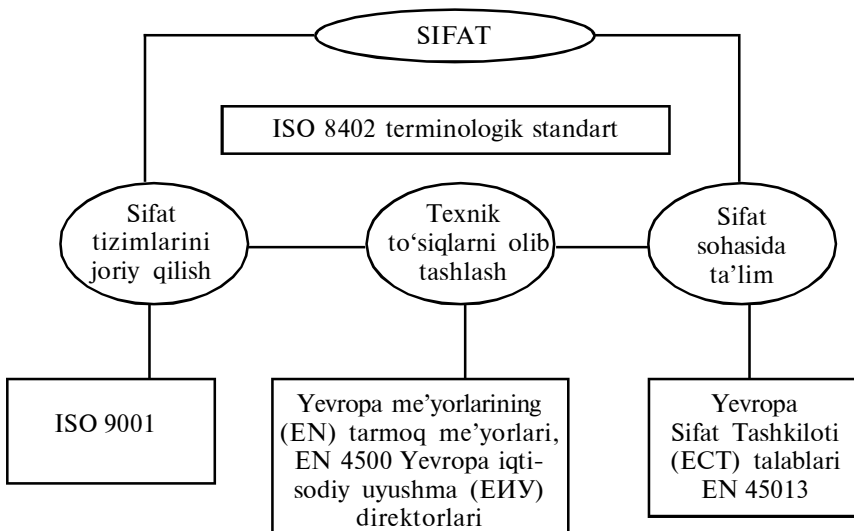 SIFAT
ISO 8402 terminologik standart
Sifat
tizimlarini
joriy qilish
Texnik
to‘siqlarni olib
tashlash
Sifat
sohasida
ta’lim
ISO 9001
Yevropa me’yorlarining
(EN) tarmoq me’yorlari,
EN 4500 Yevropa iqti-
sodiy uyushma (ЕИУ)
direktorlari
Yevropa
Sifat Tashkiloti
(ЕСТ) talablari
EN 45013